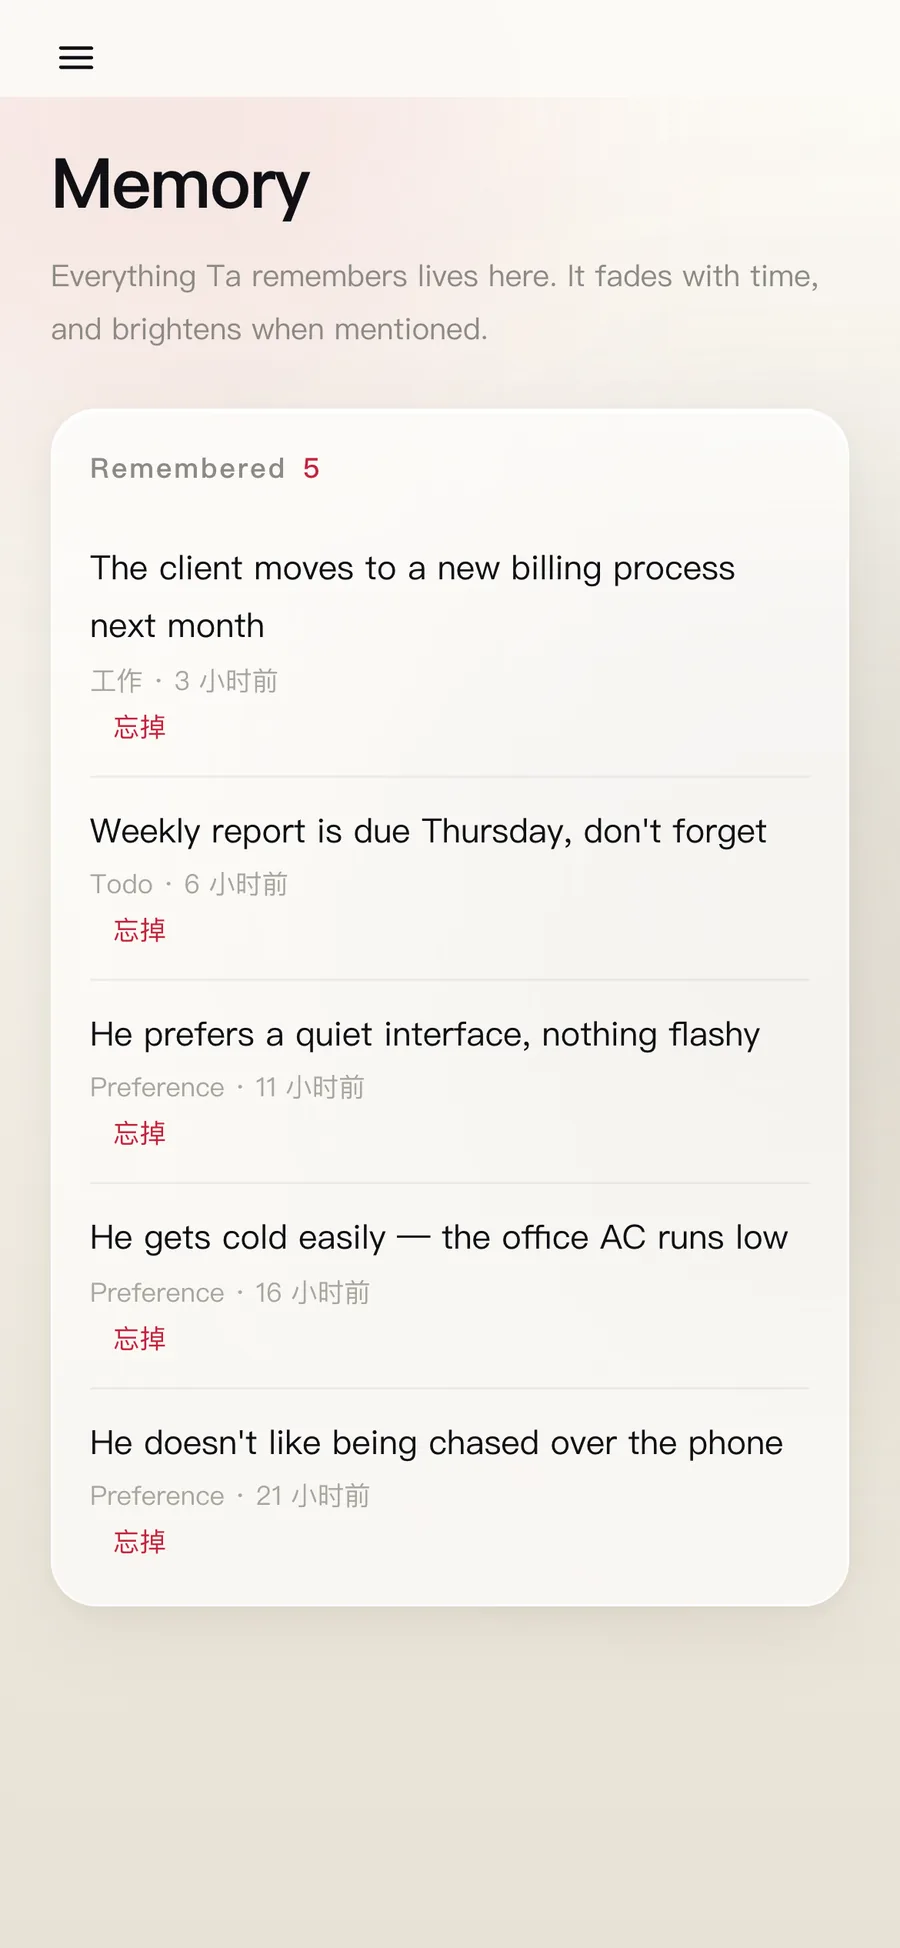 Memory
Everything Ta remembers lives here. It fades with time,
and brightens when mentioned.
Remembered 5
The client moves to a new billing process
next month
工作 · 3 小时前
忘掉
Weekly report is due Thursday, don't forget
Todo · 6 小时前
忘掉
He prefers a quiet interface, nothing flashy
Preference · 11 小时前
忘掉
He gets cold easily — the office AC runs low
Preference · 16 小时前
忘掉
He doesn't like being chased over the phone
Preference · 21 小时前
忘掉